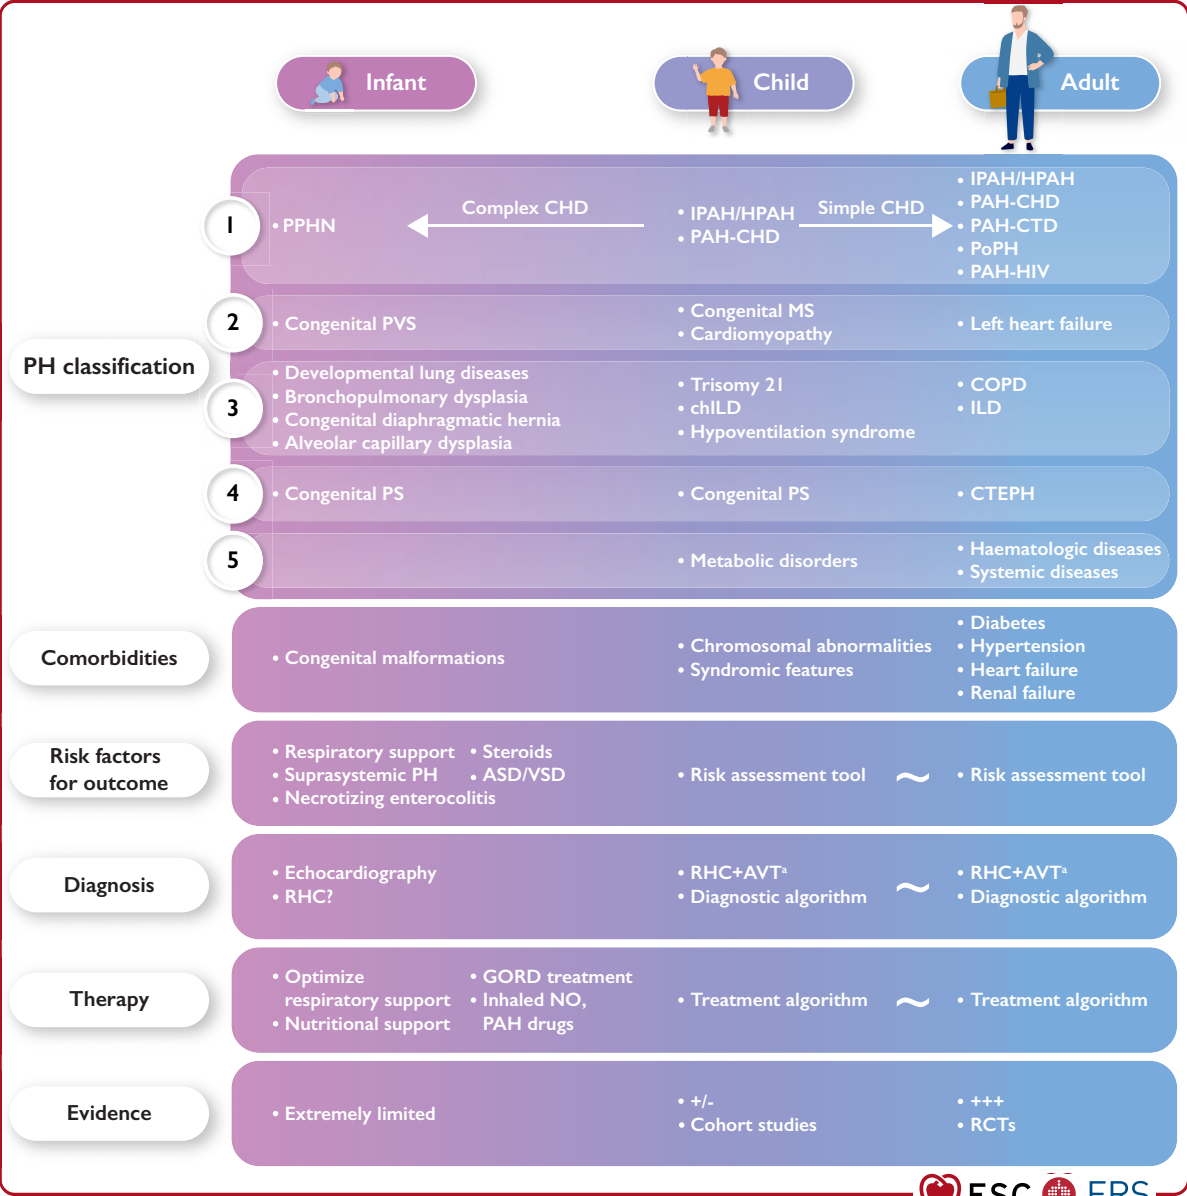 Infant
Child
Adult
PH classification
1
• PPHN
Complex CHD
• IPAH/HPAH
• PAH-CHD
Simple CHD
• IPAH/HPAH
• PAH-CHD
• PAH-CTD
• PoPH
• PAH-HIV
2
• Congenital PVS
• Congenital MS
• Cardiomyopathy
• Left heart failure
3
• Developmental lung diseases
• Bronchopulmonary dysplasia
• Congenital diaphragmatic hernia
• Alveolar capillary dysplasia
• Trisomy 21
• chILD
• Hypoventilation syndrome
• COPD
• ILD
4
• Congenital PS
• Congenital PS
• CTEPH
5
• Metabolic disorders
• Haematologic diseases
• Systemic diseases
Comorbidities
• Congenital malformations
• Chromosomal abnormalities
• Syndromic features
• Diabetes
• Hypertension
• Heart failure
• Renal failure
Risk factors
for outcome
• Respiratory support
• Suprasystemic PH
• Necrotizing enterocolitis
• Steroids
• ASD/VSD
• Risk assessment tool
~
• Risk assessment tool
Diagnosis
• Echocardiography
• RHC?
• RHC+AVTᵃ
• Diagnostic algorithm
~
• RHC+AVTᵃ
• Diagnostic algorithm
Therapy
• Optimize
respiratory support
• Nutritional support
• GORD treatment
• Inhaled NO,
PAH drugs
• Treatment algorithm
~
• Treatment algorithm
Evidence
• Extremely limited
• +/-
• Cohort studies
• +++
• RCTs
ESC
ERS